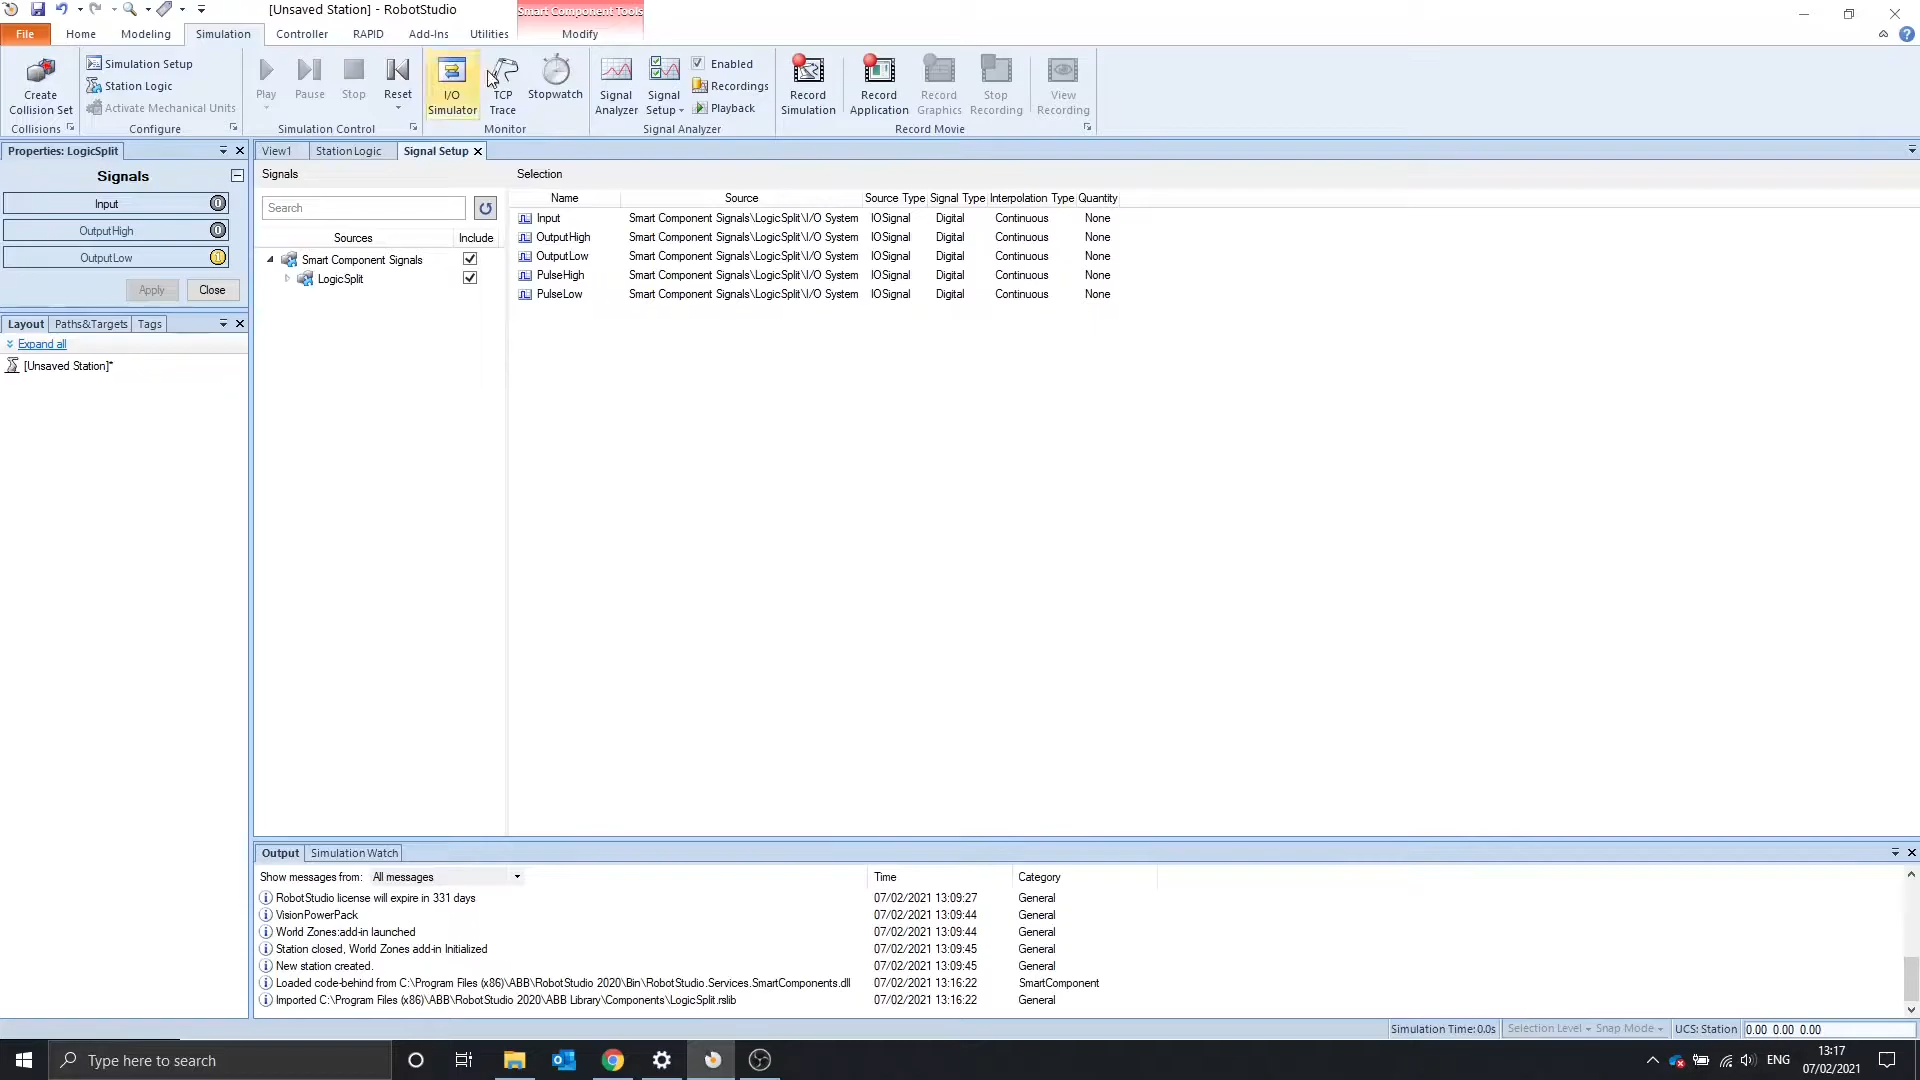 [Unsaved Station] - RobotStudio
Smart Component Tools
File Home Modeling Simulation Controller RAPID Add-Ins Utilities Modify
Create Collision Set
Collisions
Simulation Setup
Station Logic
Activate Mechanical Units
Configure
Play Pause Stop Reset
Simulation Control
I/O Simulator
TCP Trace
Stopwatch
Monitor
Signal Analyzer
Signal Setup
Enabled
Recordings
Playback
Signal Analyzer
Record Simulation
Record Application
Record Graphics
Stop Recording
Record Movie
View Recording
Properties: LogicSplit
Signals
Input 0
OutputHigh 0
OutputLow 1
Apply Close
Layout Paths&Targets Tags
Expand all
[Unsaved Station]*
View1 Station Logic Signal Setup
Signals
Search
Sources Include
Smart Component Signals
LogicSplit
Selection
Name Source Source Type Signal Type Interpolation Type Quantity
Input Smart Component Signals\LogicSplit\I/O System IOSignal Digital Continuous None
OutputHigh Smart Component Signals\LogicSplit\I/O System IOSignal Digital Continuous None
OutputLow Smart Component Signals\LogicSplit\I/O System IOSignal Digital Continuous None
PulseHigh Smart Component Signals\LogicSplit\I/O System IOSignal Digital Continuous None
PulseLow Smart Component Signals\LogicSplit\I/O System IOSignal Digital Continuous None
Output Simulation Watch
Show messages from: All messages Time Category
RobotStudio license will expire in 331 days 07/02/2021 13:09:27 General
VisionPowerPack 07/02/2021 13:09:44 General
World Zones:add-in launched 07/02/2021 13:09:44 General
Station closed, World Zones add-in Initialized 07/02/2021 13:09:45 General
New station created. 07/02/2021 13:09:45 General
Loaded code-behind from C:\Program Files (x86)\ABB\RobotStudio 2020\Bin\RobotStudio.Services.SmartComponents.dll 07/02/2021 13:16:22 SmartComponent
Imported C:\Program Files (x86)\ABB\RobotStudio 2020\ABB Library\Components\LogicSplit.rslib 07/02/2021 13:16:22 General
Simulation Time: 0.0s Selection Level Snap Mode UCS: Station 0.00 0.00 0.00
Type here to search
ENG
13:17
07/02/2021